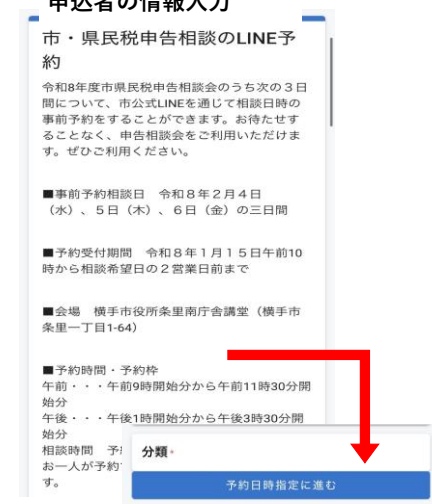 申込者の情報入力
市・県民税申告相談のLINE予
約
令和8年度市県民税申告相談会のうち次の３日
間について、市公式LINEを通じて相談日時の
事前予約をすることができます。お待たせす
ることなく、申告相談会をご利用いただけま
す。ぜひご利用ください。
■事前予約相談日　令和８年２月４日
（水）、５日（木）、６日（金）の三日間
■予約受付期間　令和８年１月１５日午前10
時から相談希望日の２営業日前まで
■会場　横手市役所条里南庁舎講堂（横手市
条里一丁目1-64）
■予約時間・予約枠
午前・・・午前9時開始分から午前11時30分開
始分
午後・・・午後1時開始分から午後3時30分開
始分
相談時間　予
お一人が予約
す。
分類
予約日時指定に進む